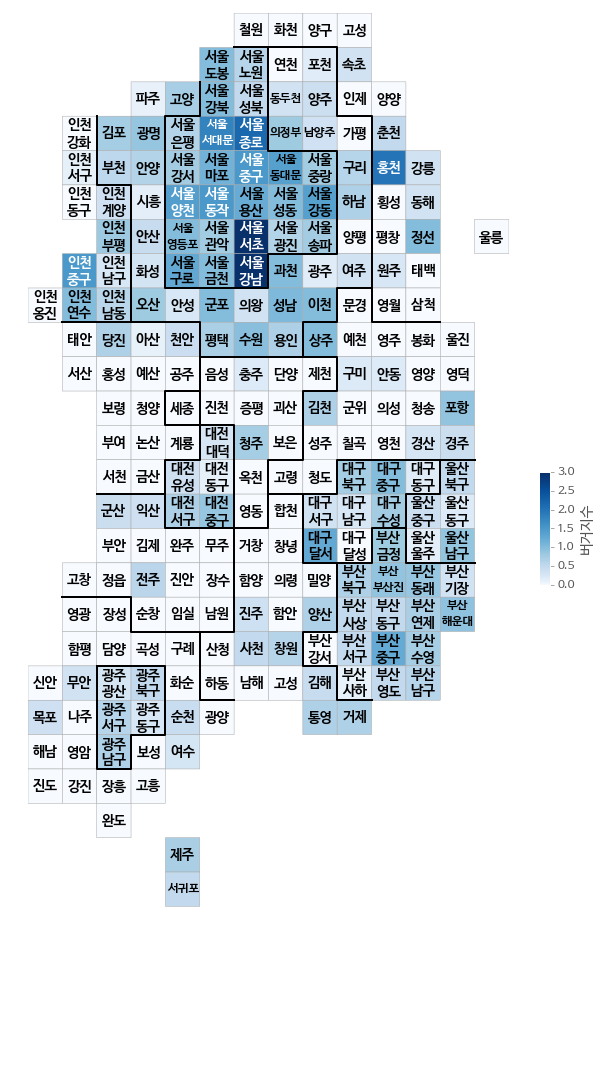 철원 화천 양구 고성
서울 도봉 서울 노원 연천 포천 속초
파주 고양 서울 강북 서울 성북 동두천 양주 인제 양양
인천 강화 김포 광명 서울 은평 서울 서대문 서울 종로 의정부 남양주 가평 춘천
인천 서구 부천 안양 서울 강서 서울 마포 서울 중구 서울 동대문 서울 중랑 구리 홍천 강릉
인천 동구 인천 계양 시흥 서울 양천 서울 동작 서울 용산 서울 성동 서울 강동 하남 횡성 동해
인천 부평 안산 서울 영등포 서울 관악 서울 서초 서울 광진 서울 송파 양평 평창 정선 울릉
인천 중구 인천 남구 화성 서울 구로 서울 금천 서울 강남 과천 광주 여주 원주 태백
인천 옹진 인천 연수 인천 남동 오산 안성 군포 의왕 성남 이천 문경 영월 삼척
태안 당진 아산 천안 평택 수원 용인 상주 예천 영주 봉화 울진
서산 홍성 예산 공주 음성 충주 단양 제천 구미 안동 영양 영덕
보령 청양 세종 진천 증평 괴산 김천 군위 의성 청송 포항
부여 논산 계룡 대전 대덕 청주 보은 성주 칠곡 영천 경산 경주
서천 금산 대전 유성 대전 동구 옥천 고령 청도 대구 북구 대구 중구 대구 동구 울산 북구
군산 익산 대전 서구 대전 중구 영동 합천 대구 서구 대구 남구 대구 수성 울산 중구 울산 동구
부안 김제 완주 무주 거창 창녕 대구 달서 대구 달성 부산 금정 울산 울주 울산 남구
고창 정읍 전주 진안 장수 함양 의령 밀양 부산 북구 부산 부산진 부산 동래 부산 기장
영광 장성 순창 임실 남원 진주 함안 양산 부산 사상 부산 동구 부산 연제 부산 해운대
함평 담양 곡성 구례 산청 사천 창원 부산 강서 부산 서구 부산 중구 부산 수영
신안 무안 광주 광산 광주 북구 화순 하동 남해 고성 김해 부산 사하 부산 영도 부산 남구
목포 나주 광주 서구 광주 동구 순천 광양 통영 거제
해남 영암 광주 남구 보성 여수
진도 강진 장흥 고흥
완도
제주
서귀포
3.0
2.5
2.0
1.5
1.0
0.5
0.0
버거지수